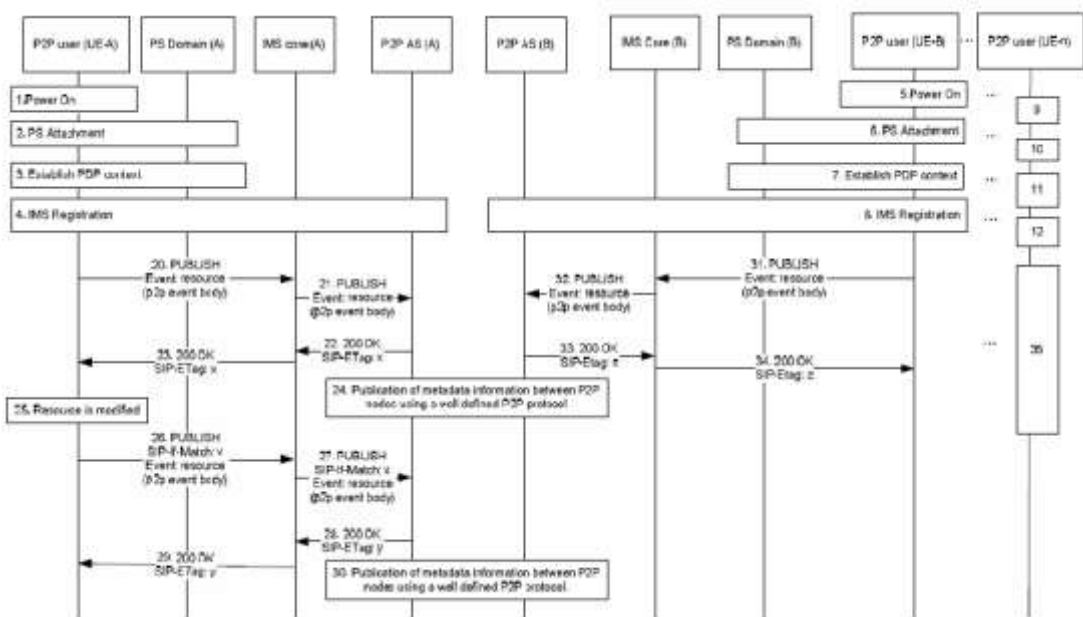 P2P user (UE-A)
PS Domain (A)
IMS core(A)
P2P AS (A)
P2P AS (B)
IMS Core (B)
PS Domain (B)
P2P user (UE-B)
...
P2P user (UE-n)
1.Power On
5.Power On
...
9
2. PS Attachment
6. PS Attachment
...
10
3. Establish PDP context
7. Establish PDP context
...
11
4. IMS Registration
8. IMS Registration
...
12
20. PUBLISH
Event: resource
(p2p event body)
21. PUBLISH
Event: resource
(p2p event body)
32. PUBLISH
Event: resource
(p2p event body)
31. PUBLISH
Event: resource
(p2p event body)
22. 200 OK
SIP-ETag: x
23. 200 OK
SIP-ETag: x
33. 200 OK
SIP-Etag: z
34. 200 OK
SIP-Etag: z
...
35
24. Publication of metadata information between P2P
nodes using a well defined P2P protocol
25. Resource is modified
26. PUBLISH
SIP-If-Match: x
Event: resource
(p2p event body)
27. PUBLISH
SIP-If-Match: x
Event: resource
(p2p event body)
28. 200 OK
SIP-ETag: y
29. 200 OK
SIP-ETag: y
30. Publication of metadata information between P2P
nodes using a well defined P2P protocol.